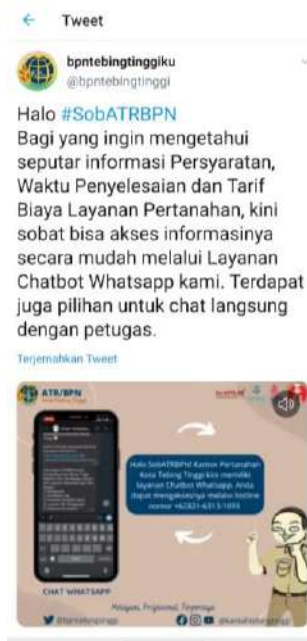 Tweet
bpntebingtinggiku
@bpntebingtinggi
Halo #SobATRBPN
Bagi yang ingin mengetahui
seputar informasi Persyaratan,
Waktu Penyelesaian dan Tarif
Biaya Layanan Pertanahan, kini
sobat bisa akses informasinya
secara mudah melalui Layanan
Chatbot Whatsapp kami. Terdapat
juga pilihan untuk chat langsung
dengan petugas.
Terjemahkan Tweet
ATR/BPN
Halo SobATRBPN! Kantor Pertanahan
Kota Tebing Tinggi kini memiliki
layanan Chatbot Whatsapp. Anda
dapat mengaksesnya melalui hotline
CHAT WHATSAPP
Melayani, Profesional, Terpercaya